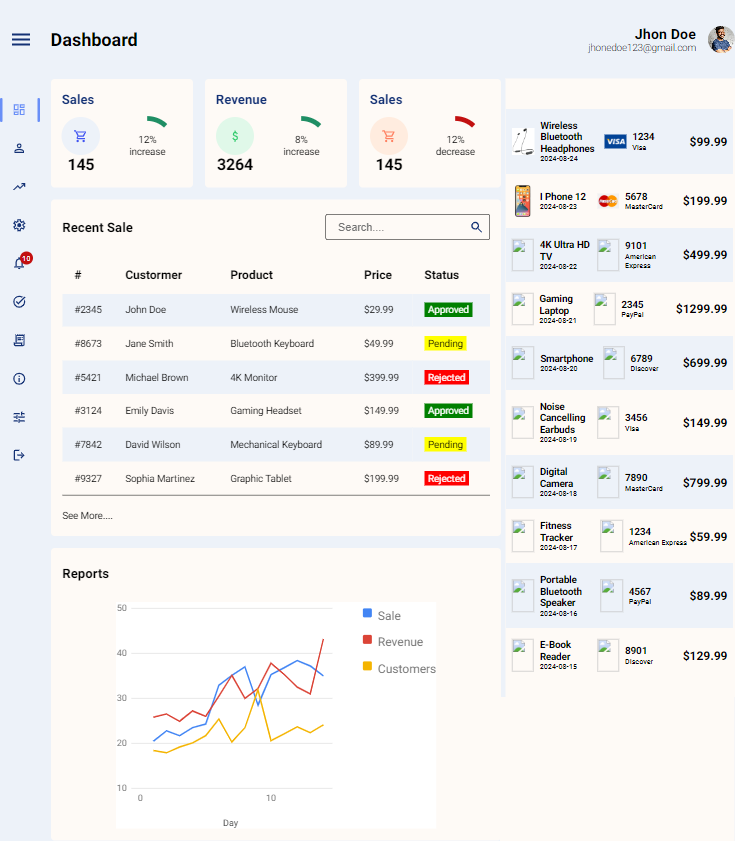 Dashboard
Jhon Doe
jhonedoe123@gmail.com
10
Sales
145
12%
increase
Revenue
$
3264
8%
increase
Sales
145
12%
decrease
Recent Sale
Search....
# Custormer Product Price Status
#2345 John Doe Wireless Mouse $29.99 Approved
#8673 Jane Smith Bluetooth Keyboard $49.99 Pending
#5421 Michael Brown 4K Monitor $399.99 Rejected
#3124 Emily Davis Gaming Headset $149.99 Approved
#7842 David Wilson Mechanical Keyboard $89.99 Pending
#9327 Sophia Martinez Graphic Tablet $199.99 Rejected
See More....
Reports
50
40
30
20
10
0 10
Day
Sale
Revenue
Customers
Wireless
Bluetooth
Headphones
2024-08-24
VISA
1234
Visa
$99.99
I Phone 12
2024-08-23
MasterCard
5678
MasterCard
$199.99
4K Ultra HD
TV
2024-08-22
9101
American
Express
$499.99
Gaming
Laptop
2024-08-21
2345
PayPal
$1299.99
Smartphone
2024-08-20
6789
Discover
$699.99
Noise
Cancelling
Earbuds
2024-08-19
3456
Visa
$149.99
Digital
Camera
2024-08-18
7890
MasterCard
$799.99
Fitness
Tracker
2024-08-17
1234
American Express
$59.99
Portable
Bluetooth
Speaker
2024-08-16
4567
PayPal
$89.99
E-Book
Reader
2024-08-15
8901
Discover
$129.99